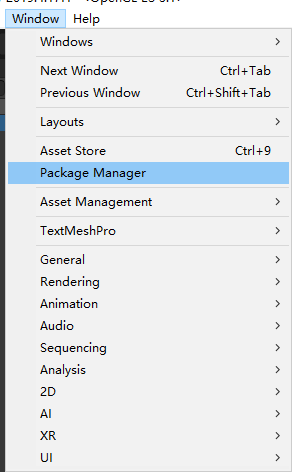 Window Help
Windows
Next Window Ctrl+Tab
Previous Window Ctrl+Shift+Tab
Layouts
Asset Store Ctrl+9
Package Manager
Asset Management
TextMeshPro
General
Rendering
Animation
Audio
Sequencing
Analysis
2D
AI
XR
UI